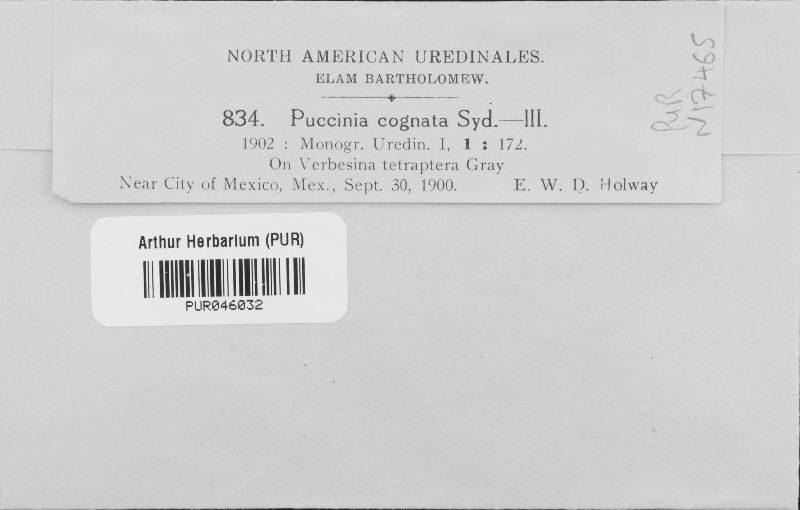 NORTH AMERICAN UREDINALES.
ELAM BARTHOLOMEW.
834. Puccinia cognata Syd.—III.
1902 : Monogr. Uredin. I, 1 : 172.
On Verbesina tetraptera Gray
Near City of Mexico, Mex., Sept. 30, 1900. E. W. D. Holway
PUR
N17465
Arthur Herbarium (PUR)
PUR046032